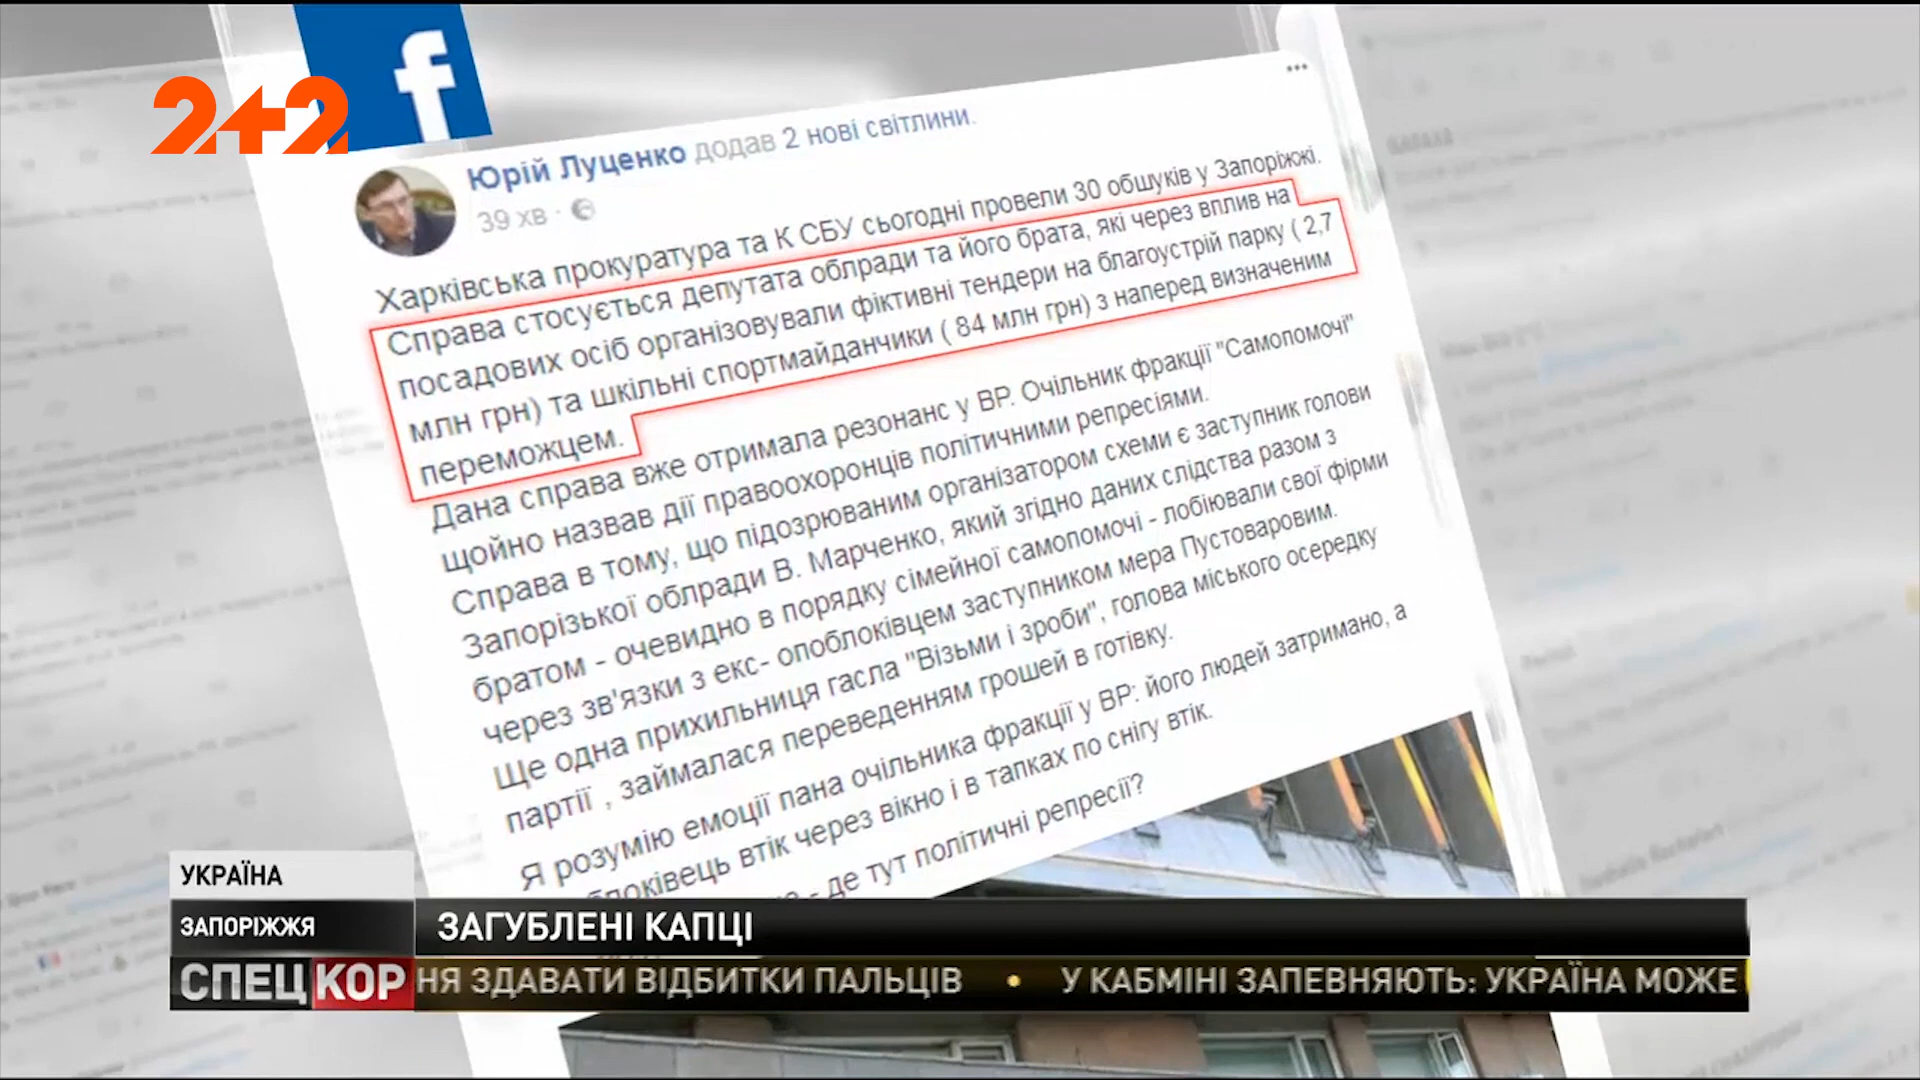 2+2
f
Юрій Луценко додав 2 нові світлини.
39 хв ·
Харківська прокуратура та К СБУ сьогодні провели 30 обшуків у Запоріжжі.
Справа стосується депутата облради та його брата, які через вплив на
посадових осіб організовували фіктивні тендери на благоустрій парку ( 2,7
млн грн) та шкільні спортмайданчики ( 84 млн грн) з наперед визначеним
переможцем.
Дана справа вже отримала резонанс у ВР. Очільник фракції "Самопомочі"
щойно назвав дії правоохоронців політичними репресіями.
Справа в тому, що підозрюваним організатором схеми є заступник голови
Запорізької облради В. Марченко, який згідно даних слідства разом з
братом - очевидно в порядку сімейної самопомочі - лобіювали свої фірми
через зв'язки з екс- опоблоківцем заступником мера Пустоваровим.
Ще одна прихильниця гасла "Візьми і зроби", голова міського осередку
партії , займалася переведенням грошей в готівку.
Я розумію емоції пана очільника фракції у ВР: його людей затримано, а
блоківець втік через вікно і в тапках по снігу втік.
- де тут політичні репресії?
УКРАЇНА
ЗАПОРІЖЖЯ
ЗАГУБЛЕНІ КАПЦІ
СПЕЦКОР
НЯ ЗДАВАТИ ВІДБИТКИ ПАЛЬЦІВ • У КАБМІНІ ЗАПЕВНЯЮТЬ: УКРАЇНА МОЖЕ